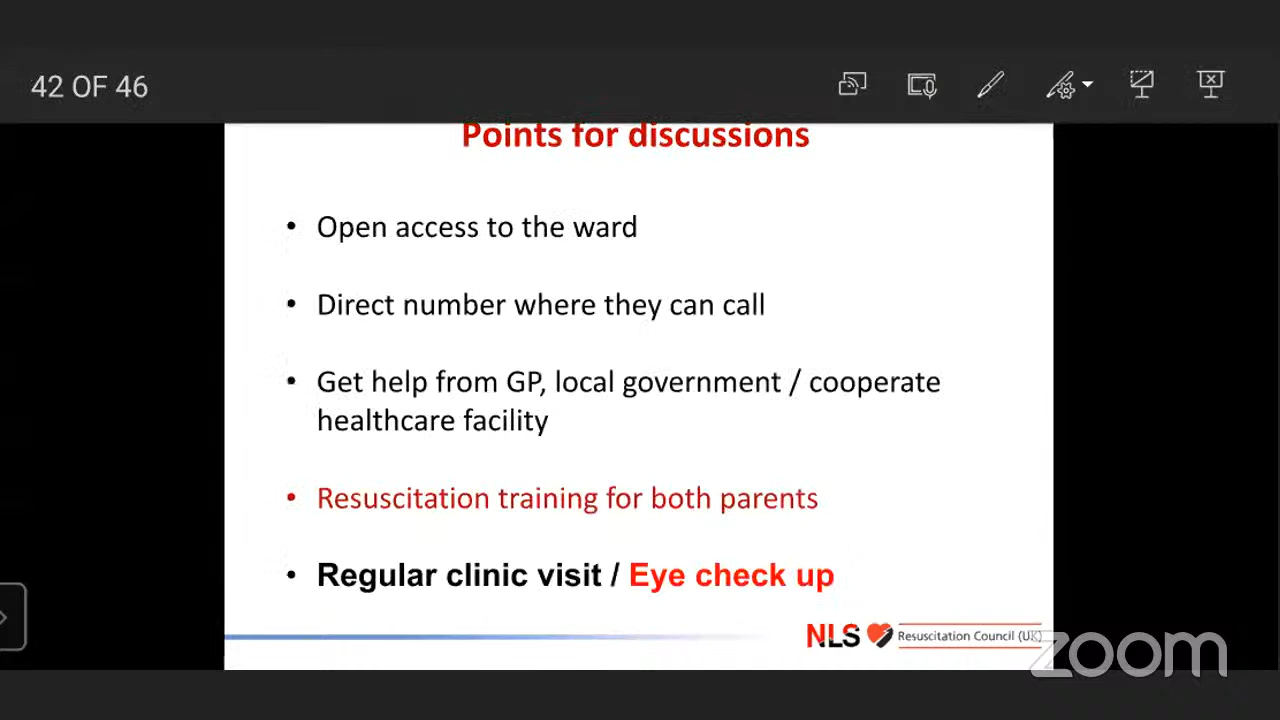 42 OF 46
Points for discussions
• Open access to the ward
• Direct number where they can call
• Get help from GP, local government / cooperate
healthcare facility
• Resuscitation training for both parents
• Regular clinic visit / Eye check up
NLS Resuscitation Council (UK)
zoom